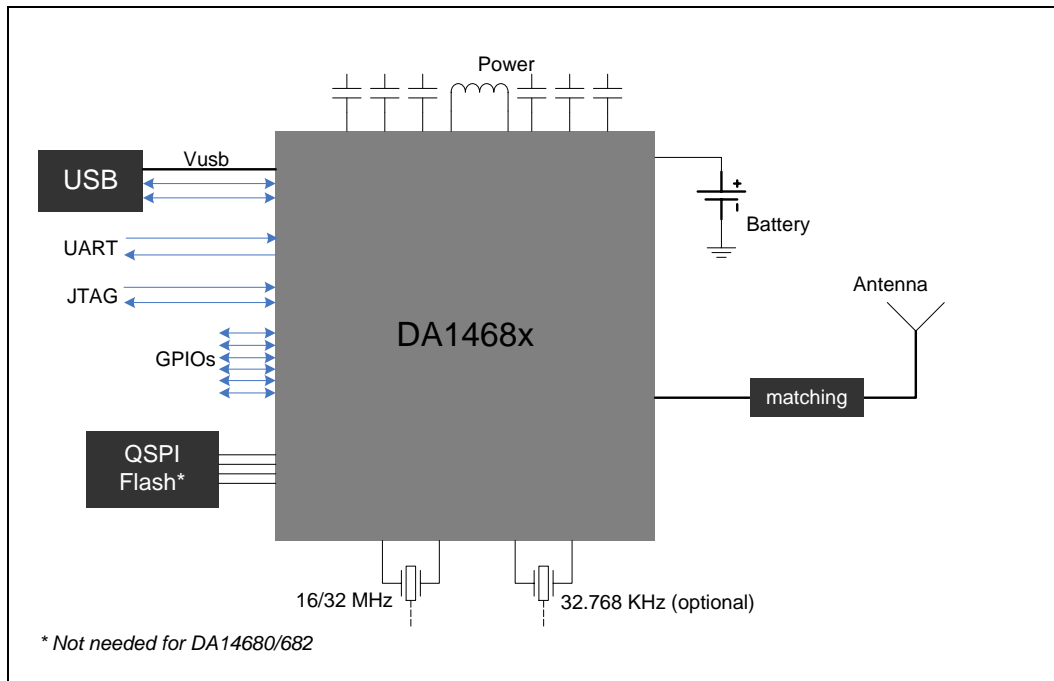 Power
USB
Vusb
UART
JTAG
GPIOs
QSPI
Flash*
DA1468x
+
-
Battery
Antenna
matching
16/32 MHz
32.768 KHz (optional)
* Not needed for DA14680/682